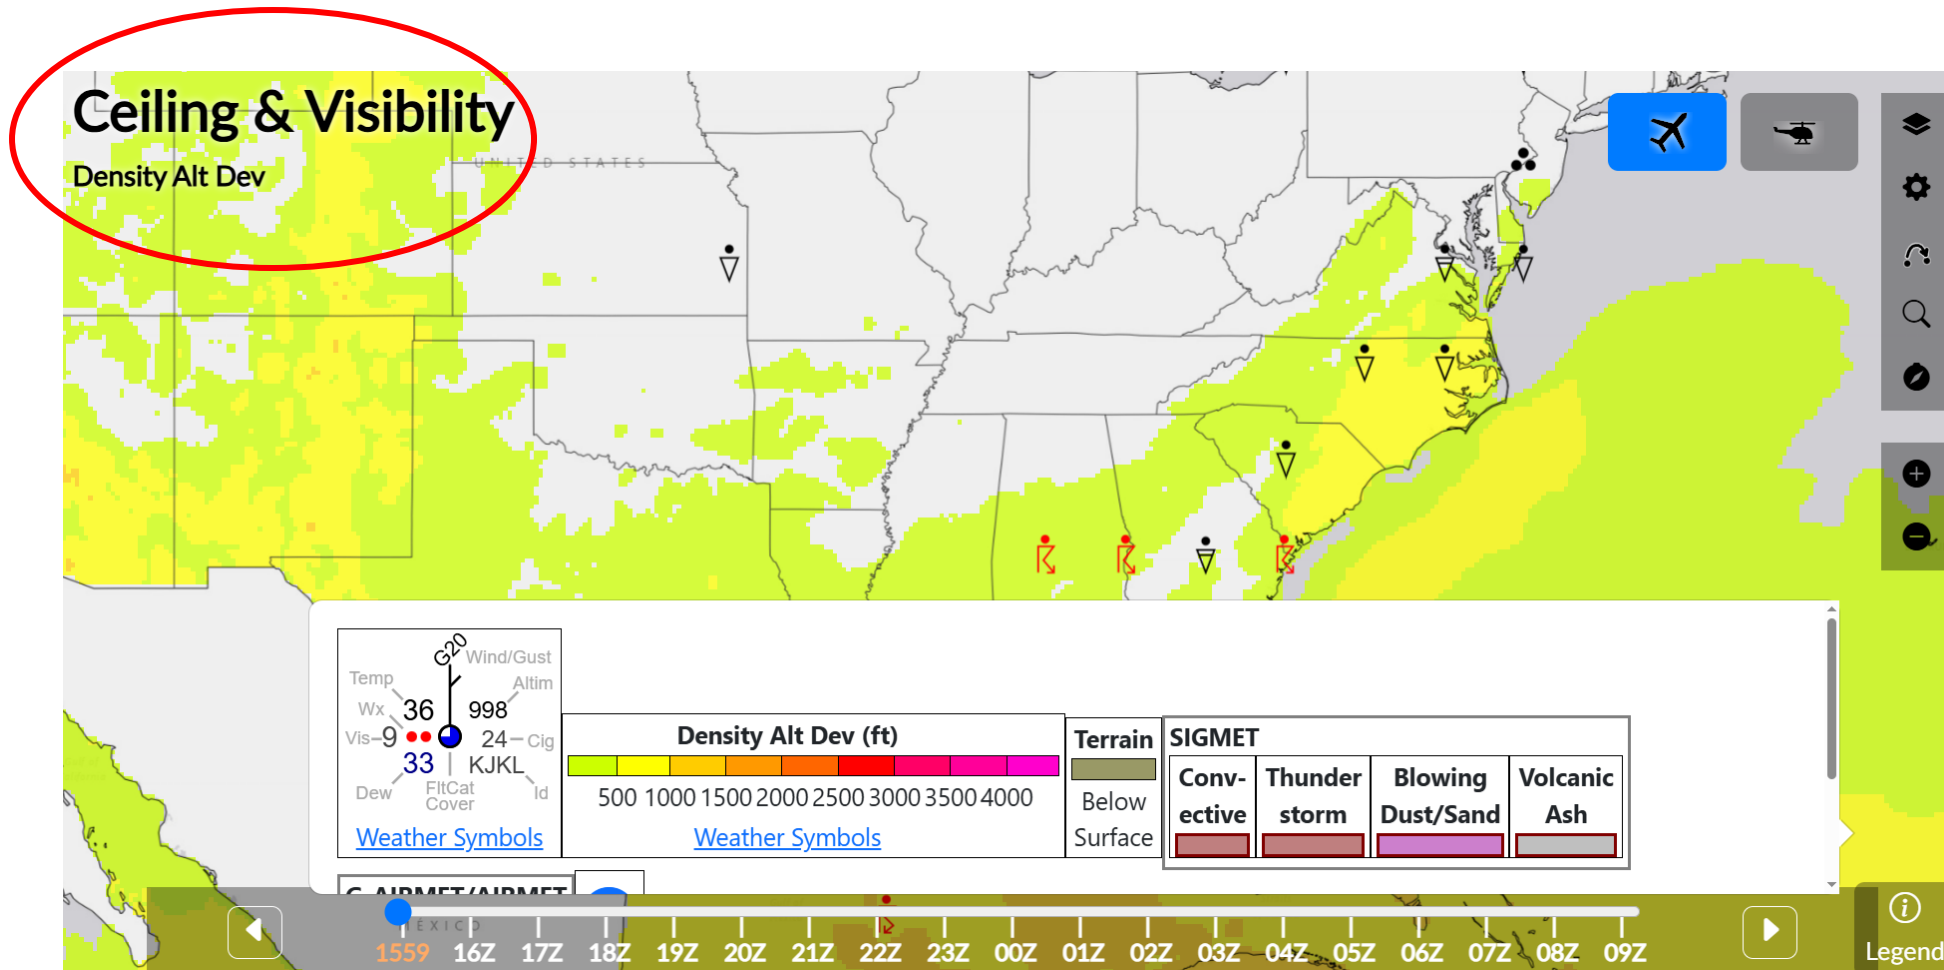 Ceiling & Visibility
Density Alt Dev
UNITED STATES
G20
Wind/Gust
Temp
Altim
Wx
36
998
Vis
9
24
Cig
33
KJKL
Dew
FltCat
Cover
Id
Weather Symbols
Density Alt Dev (ft)
500 1000 1500 2000 2500 3000 3500 4000
Weather Symbols
Terrain
Below
Surface
SIGMET
Conv-
ective
Thunder
storm
Blowing
Dust/Sand
Volcanic
Ash
G-AIRMET/AIRMET
MÉXICO
1559 16Z 17Z 18Z 19Z 20Z 21Z 22Z 23Z 00Z 01Z 02Z 03Z 04Z 05Z 06Z 07Z 08Z 09Z
Legend